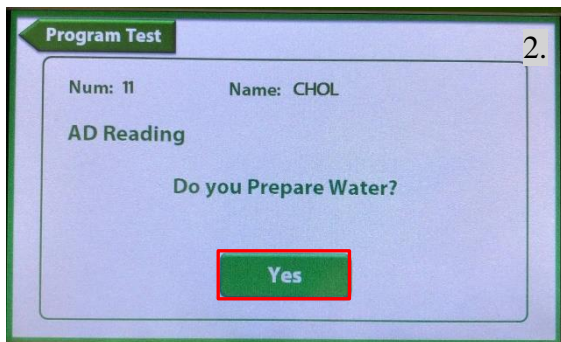 Program Test
2.
Num: 11 Name: CHOL
AD Reading
Do you Prepare Water?
Yes